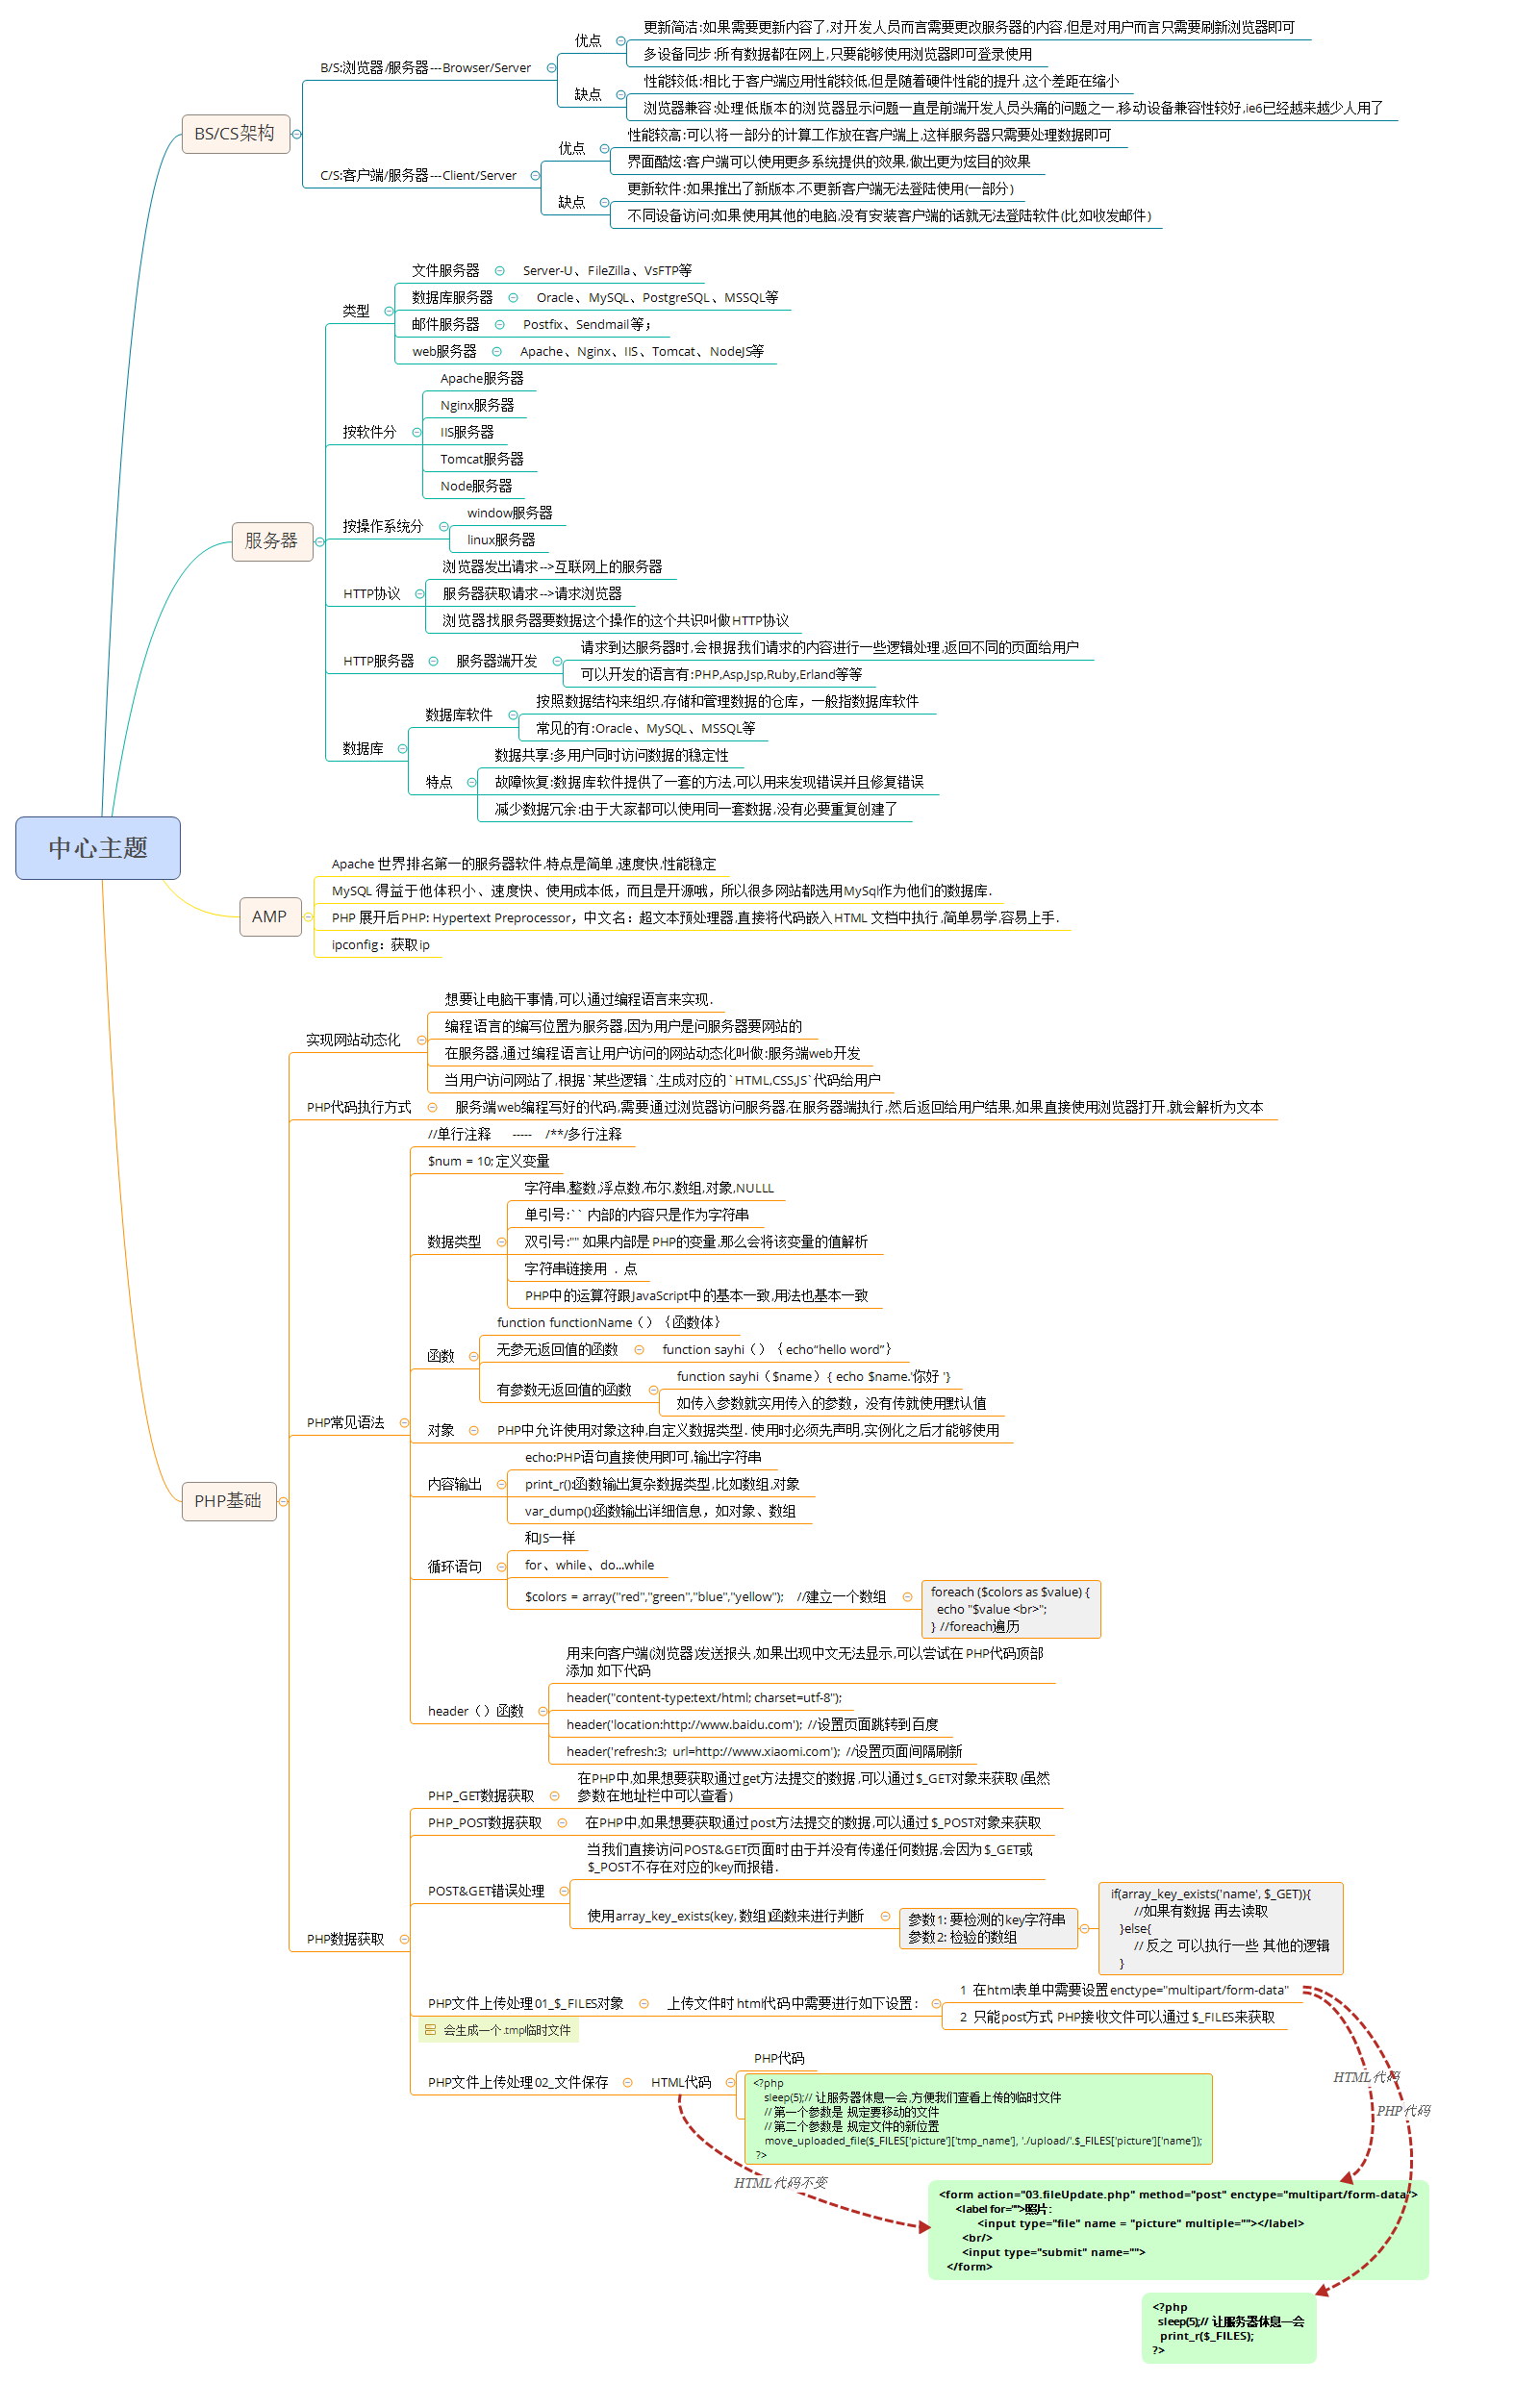 中心主题
BS/CS架构
B/S:浏览器/服务器---Browser/Server
优点
更新简洁:如果需要更新内容了,对开发人员而言需要更改服务器的内容,但是对用户而言只需要刷新浏览器即可
多设备同步:所有数据都在网上,只要能够使用浏览器即可登录使用
缺点
性能较低:相比于客户端应用性能较低,但是随着硬件性能的提升,这个差距在缩小
浏览器兼容:处理低版本的浏览器显示问题一直是前端开发人员头痛的问题之一,移动设备兼容性较好,ie6已经越来越少人用了
C/S:客户端/服务器---Client/Server
优点
性能较高:可以将一部分的计算工作放在客户端上,这样服务器只需要处理数据即可
界面酷炫:客户端可以使用更多系统提供的效果,做出更为炫目的效果
缺点
更新软件:如果推出了新版本,不更新客户端无法登陆使用(一部分)
不同设备访问:如果使用其他的电脑,没有安装客户端的话就无法登陆软件(比如收发邮件)
服务器
类型
文件服务器
Server-U、FileZilla、VsFTP等
数据库服务器
Oracle、MySQL、PostgreSQL、MSSQL等
邮件服务器
Postfix、Sendmail等;
web服务器
Apache、Nginx、IIS、Tomcat、NodeJS等
按软件分
Apache服务器
Nginx服务器
IIS服务器
Tomcat服务器
Node服务器
按操作系统分
window服务器
linux服务器
HTTP协议
浏览器发出请求-->互联网上的服务器
服务器获取请求-->请求浏览器
浏览器找服务器要数据这个操作的这个共识叫做HTTP协议
HTTP服务器
服务器端开发
请求到达服务器时,会根据我们请求的内容进行一些逻辑处理,返回不同的页面给用户
可以开发的语言有:PHP,Asp,Jsp,Ruby,Erland等等
数据库
数据库软件
按照数据结构来组织,存储和管理数据的仓库，一般指数据库软件
常见的有:Oracle、MySQL、MSSQL等
特点
数据共享:多用户同时访问数据的稳定性
故障恢复:数据库软件提供了一套的方法,可以用来发现错误并且修复错误
减少数据冗余:由于大家都可以使用同一套数据,没有必要重复创建了
AMP
Apache 世界排名第一的服务器软件,特点是简单,速度快,性能稳定
MySQL 得益于他体积小、速度快、使用成本低，而且是开源哦，所以很多网站都选用MySql作为他们的数据库.
PHP 展开后PHP: Hypertext Preprocessor，中文名：超文本预处理器,直接将代码嵌入HTML 文档中执行,简单易学,容易上手.
ipconfig：获取ip
PHP基础
实现网站动态化
想要让电脑干事情,可以通过编程语言来实现.
编程语言的编写位置为服务器,因为用户是问服务器要网站的
在服务器,通过编程语言让用户访问的网站动态化叫做:服务端web开发
当用户访问网站了,根据`某些逻辑`,生成对应的`HTML,CSS,JS`代码给用户
PHP代码执行方式
服务端web编程写好的代码,需要通过浏览器访问服务器,在服务器端执行,然后返回给用户结果,如果直接使用浏览器打开,就会解析为文本
PHP常见语法
//单行注释 ----- /**/多行注释
$num = 10; 定义变量
数据类型
字符串,整数,浮点数,布尔,数组,对象,NULLL
单引号:`` 内部的内容只是作为字符串
双引号:"" 如果内部是PHP的变量,那么会将该变量的值解析
字符串链接用 . 点
PHP中的运算符跟JavaScript中的基本一致,用法也基本一致
函数
function functionName（）｛函数体}
无参无返回值的函数
function sayhi（）｛echo“hello word”｝
有参数无返回值的函数
function sayhi（$name）{ echo $name.'你好 '}
如传入参数就实用传入的参数，没有传就使用默认值
对象
PHP中允许使用对象这种,自定义数据类型. 使用时必须先声明,实例化之后才能够使用
内容输出
echo:PHP语句直接使用即可,输出字符串
print_r():函数输出复杂数据类型,比如数组,对象
var_dump():函数输出详细信息，如对象、数组
循环语句
和JS一样
for、while、do...while
$colors = array("red","green","blue","yellow"); //建立一个数组
foreach ($colors as $value) {
echo "$value <br>";
} //foreach遍历
header（）函数
用来向客户端(浏览器)发送报头,如果出现中文无法显示,可以尝试在PHP代码顶部
添加 如下代码
header("content-type:text/html; charset=utf-8");
header('location:http://www.baidu.com'); //设置页面跳转到百度
header('refresh:3; url=http://www.xiaomi.com'); //设置页面间隔刷新
PHP数据获取
PHP_GET数据获取
在PHP中,如果想要获取通过get方法提交的数据,可以通过$_GET对象来获取(虽然
参数在地址栏中可以查看)
PHP_POST数据获取
在PHP中,如果想要获取通过post方法提交的数据,可以通过$_POST对象来获取
POST&GET错误处理
当我们直接访问POST&GET页面时由于并没有传递任何数据,会因为$_GET或
$_POST不存在对应的key而报错.
使用array_key_exists(key, 数组)函数来进行判断
参数1: 要检测的key字符串
参数2: 检验的数组
if(array_key_exists('name', $_GET)){
//如果有数据 再去读取
}else{
// 反之 可以执行一些 其他的逻辑
}
PHP文件上传处理01_$_FILES对象
会生成一个.tmp临时文件
上传文件时html代码中需要进行如下设置：
1 在html表单中需要设置enctype="multipart/form-data"
2 只能post方式 PHP接收文件可以通过$_FILES来获取
PHP文件上传处理02_文件保存
HTML代码
PHP代码
<?php
sleep(5);// 让服务器休息一会,方便我们查看上传的临时文件
// 第一个参数是 规定要移动的文件
// 第二个参数是 规定文件的新位置
move_uploaded_file($_FILES['picture']['tmp_name'], './upload/'.$_FILES['picture']['name']);
?>
HTML代码
PHP代码
HTML代码不变
<form action="03.fileUpdate.php" method="post" enctype="multipart/form-data">
<label for="">照片:
<input type="file" name = "picture" multiple=""></label>
<br/>
<input type="submit" name="">
</form>
<?php
sleep(5);// 让服务器休息一会
print_r($_FILES);
?>